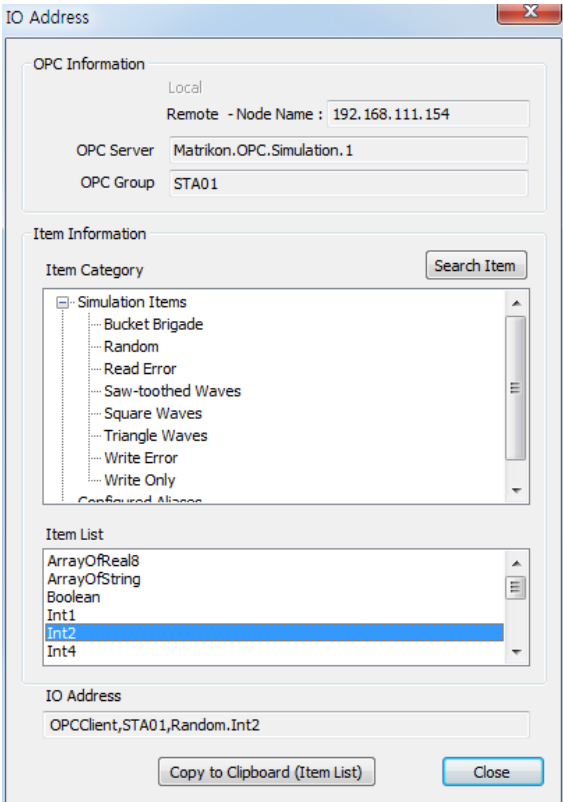 IO Address
OPC Information
Local
Remote - Node Name : 192.168.111.154
OPC Server Matrikon.OPC.Simulation.1
OPC Group STA01
Item Information
Item Category Search Item
Simulation Items
Bucket Brigade
Random
Read Error
Saw-toothed Waves
Square Waves
Triangle Waves
Write Error
Write Only
Configured Aliases
Item List
ArrayOfReal8
ArrayOfString
Boolean
Int1
Int2
Int4
IO Address
OPCClient,STA01,Random.Int2
Copy to Clipboard (Item List) Close